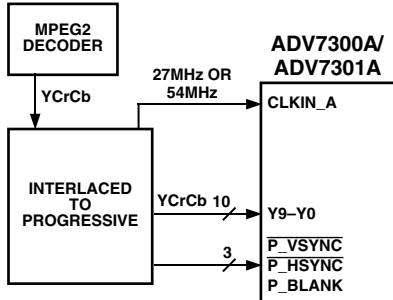 MPEG2
DECODER
YCrCb
INTERLACED
TO
PROGRESSIVE
27MHz OR
54MHz
YCrCb 10
3
ADV7300A/
ADV7301A
CLKIN_A
Y9–Y0
P_VSYNC
P_HSYNC
P_BLANK